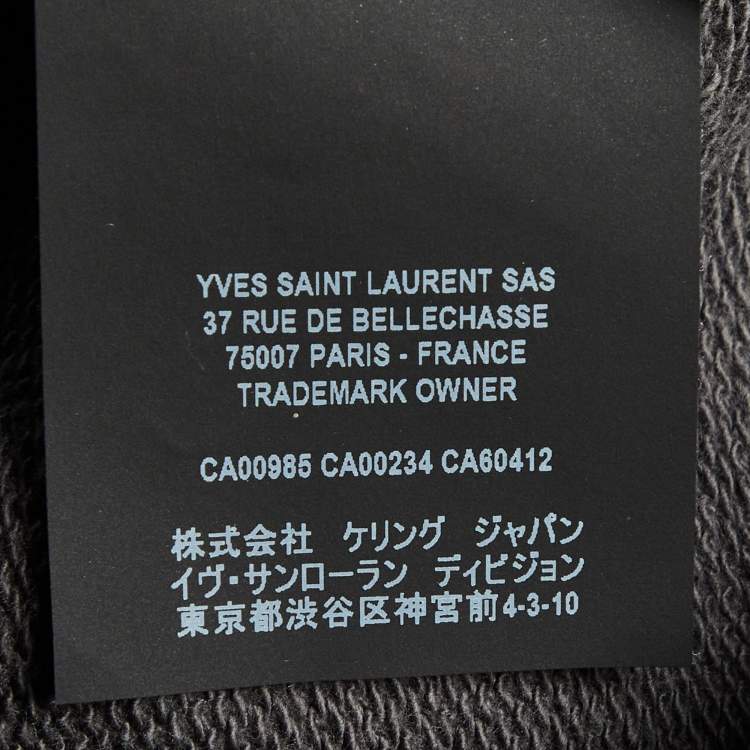 YVES SAINT LAURENT SAS
37 RUE DE BELLECHASSE
75007 PARIS - FRANCE
TRADEMARK OWNER
CA00985 CA00234 CA60412
株式会社 ケリング ジャパン
イヴ・サンローラン ディビジョン
東京都渋谷区神宮前4-3-10